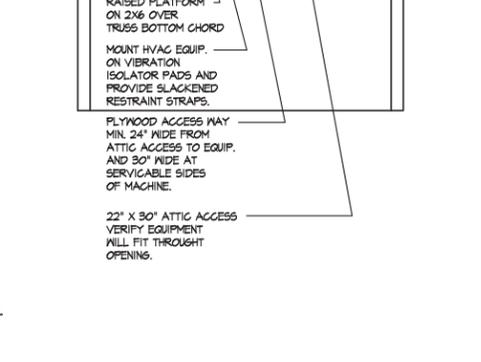 RAISED PLATFORM
ON 2X6 OVER
TRUSS BOTTOM CHORD
MOUNT HVAC EQUIP.
ON VIBRATION
ISOLATOR PADS AND
PROVIDE SLACKENED
RESTRAINT STRAPS.
PLYWOOD ACCESS WAY
MIN. 24" WIDE FROM
ATTIC ACCESS TO EQUIP.
AND 30" WIDE AT
SERVICABLE SIDES
OF MACHINE.
22" X 30" ATTIC ACCESS
VERIFY EQUIPMENT
WILL FIT THROUGHT
OPENING.